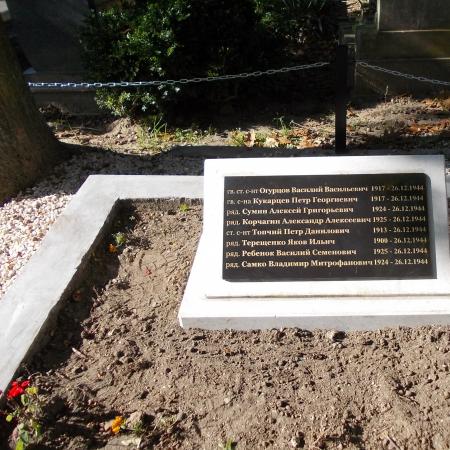 гв. ст. с-нт Огурцов Василий Васильевич 1917 - 26.12.1944
гв. с-на Кукарцев Петр Георгиевич 1917 - 26.12.1944
ряд. Сумин Алексей Григорьевич 1924 - 26.12.1944
ряд. Корчагин Александр Алексеевич 1925 - 26.12.1944
ст. с-нт Топчий Петр Данилович 1913 - 26.12.1944
ряд. Терещенко Яков Ильич 1900 - 26.12.1944
ряд. Ребенок Василий Семенович 1925 - 26.12.1944
ряд. Самко Владимир Митрофанович 1924 - 26.12.1944